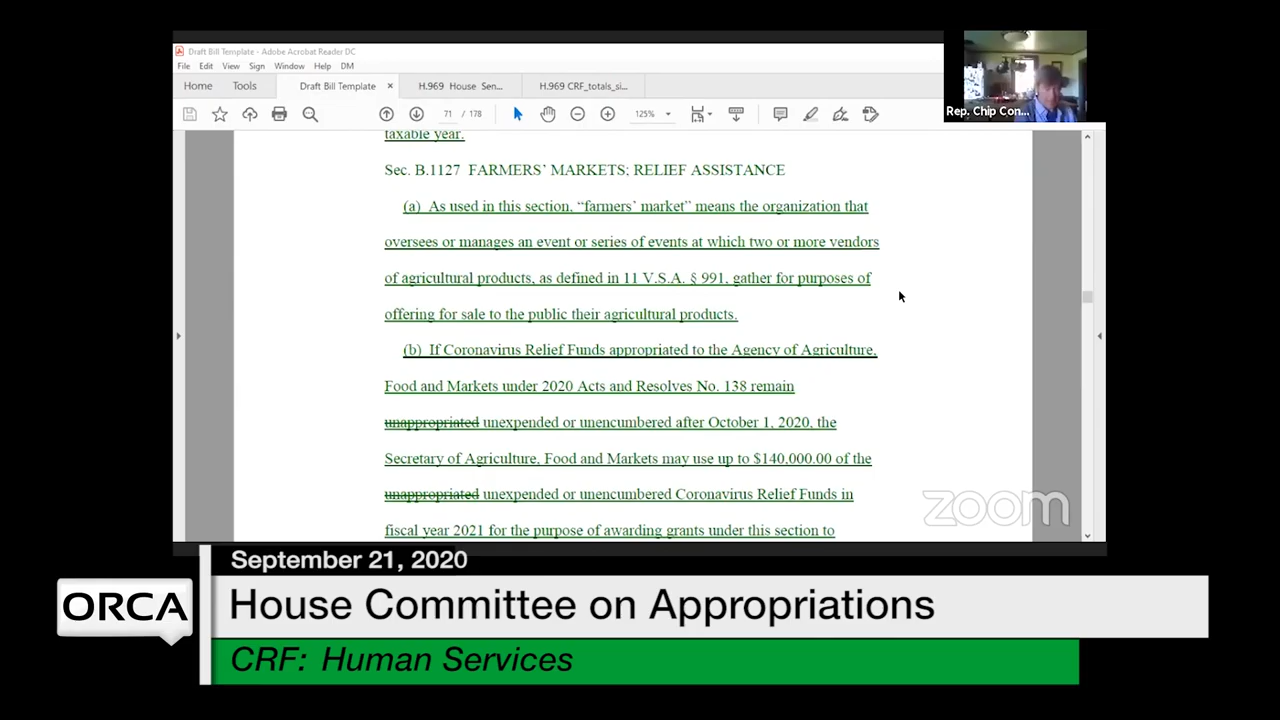 Draft Bill Template - Adobe Acrobat Reader DC
File Edit View Sign Window Help DM
Home Tools Draft Bill Template × H.969 House Sen... H.969 CRF_totals_si...
71 / 178 125%
Rep. Chip Con...
taxable year.
Sec. B.1127 FARMERS’ MARKETS; RELIEF ASSISTANCE
(a) As used in this section, “farmers’ market” means the organization that
oversees or manages an event or series of events at which two or more vendors
of agricultural products, as defined in 11 V.S.A. § 991, gather for purposes of
offering for sale to the public their agricultural products.
(b) If Coronavirus Relief Funds appropriated to the Agency of Agriculture,
Food and Markets under 2020 Acts and Resolves No. 138 remain
unappropriated unexpended or unencumbered after October 1, 2020, the
Secretary of Agriculture, Food and Markets may use up to $140,000.00 of the
unappropriated unexpended or unencumbered Coronavirus Relief Funds in
fiscal year 2021 for the purpose of awarding grants under this section to
zoom
September 21, 2020
ORCA
House Committee on Appropriations
CRF: Human Services